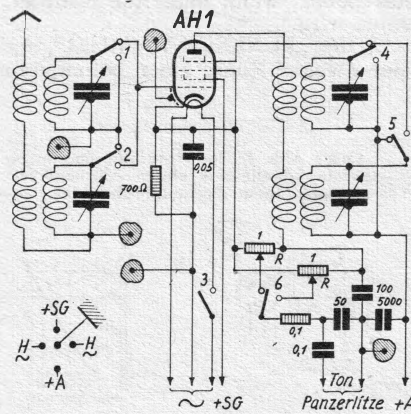 AH1
1
4
5
2
0,05
700Ω
1
R
1
R
3
6
100
50
5000
0,1
0,1
+SG
H
~
H
~
+A
~ +SG
Ton
Panzerlitze +A